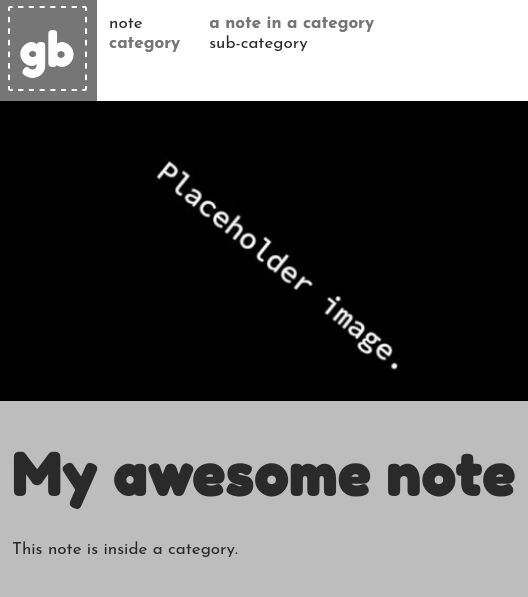 gb
note
category
a note in a category
sub-category
Placeholder image.
My awesome note
This note is inside a category.